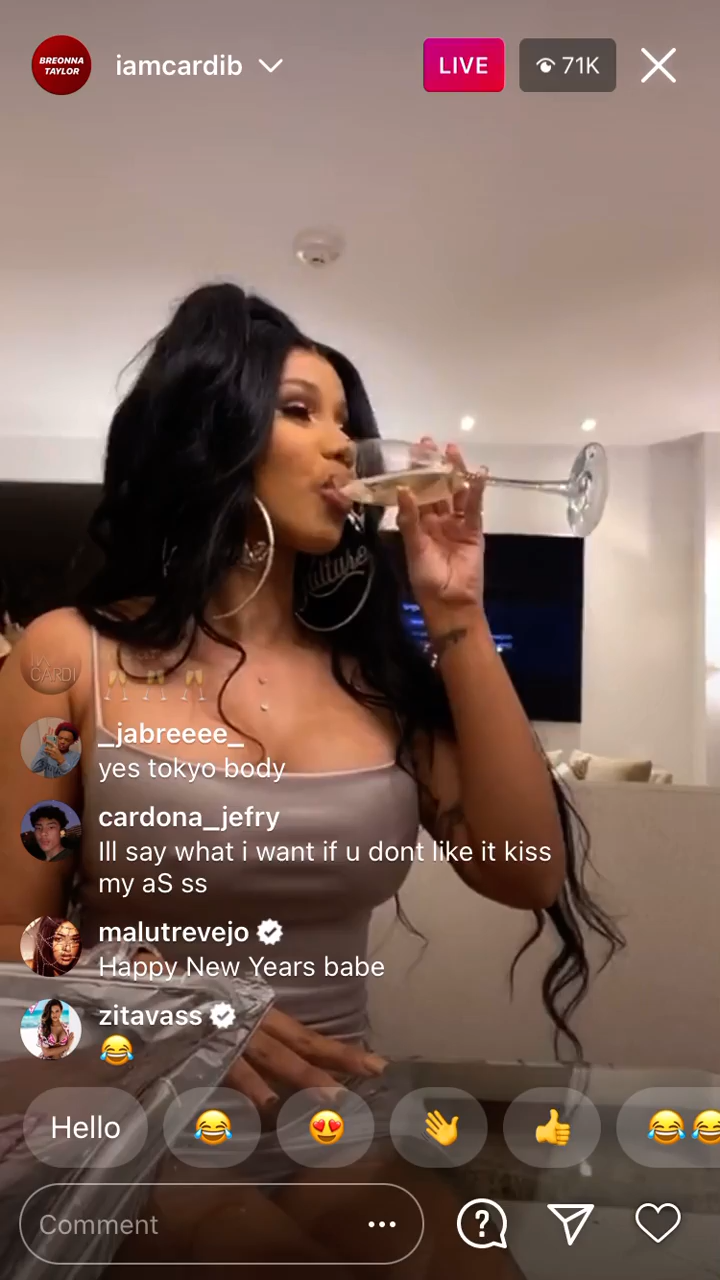 BREONNA
TAYLOR
iamcardib
LIVE
71K
CARDI
_jabreeee_
yes tokyo body
cardona_jefry
Ill say what i want if u dont like it kiss
my aS ss
malutrevejo
Happy New Years babe
zitavass
😂
Hello 😂 😍 👋 👍 😂😂
Comment